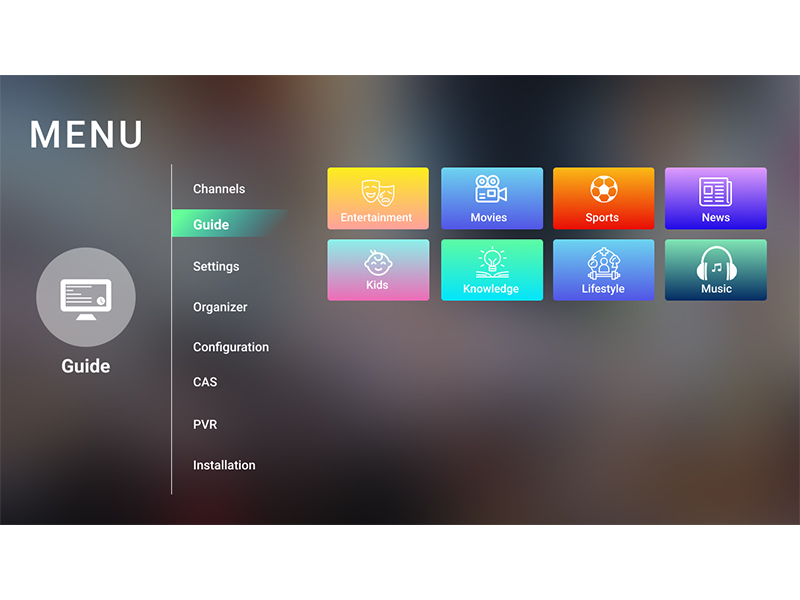 MENU
Channels
Guide
Settings
Organizer
Configuration
CAS
PVR
Installation
Guide
Entertainment
Movies
Sports
News
Kids
Knowledge
Lifestyle
Music